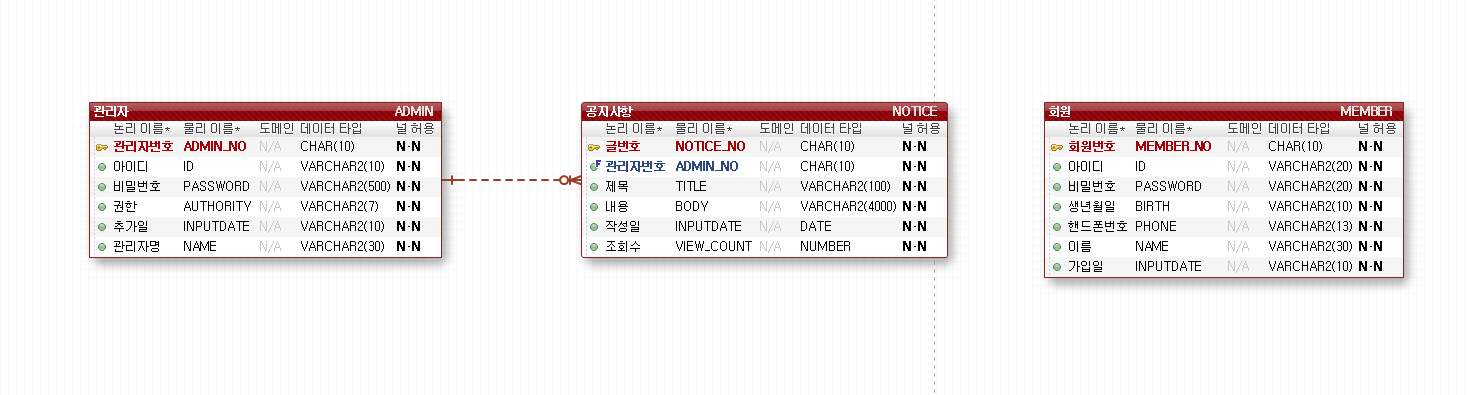 관리자 ADMIN
논리 이름* 물리 이름* 도메인 데이터 타입 널 허용
관리자번호 ADMIN_NO N/A CHAR(10) N·N
아이디 ID N/A VARCHAR2(10) N·N
비밀번호 PASSWORD N/A VARCHAR2(500) N·N
권한 AUTHORITY N/A VARCHAR2(7) N·N
추가일 INPUTDATE N/A VARCHAR2(10) N·N
관리자명 NAME N/A VARCHAR2(30) N·N
공지사항 NOTICE
논리 이름* 물리 이름* 도메인 데이터 타입 널 허용
글번호 NOTICE_NO N/A CHAR(10) N·N
F 관리자번호 ADMIN_NO N/A CHAR(10) N·N
제목 TITLE N/A VARCHAR2(100) N·N
내용 BODY N/A VARCHAR2(4000) N·N
작성일 INPUTDATE N/A DATE N·N
조회수 VIEW_COUNT N/A NUMBER N·N
회원 MEMBER
논리 이름* 물리 이름* 도메인 데이터 타입 널 허용
회원번호 MEMBER_NO N/A CHAR(10) N·N
아이디 ID N/A VARCHAR2(20) N·N
비밀번호 PASSWORD N/A VARCHAR2(20) N·N
생년월일 BIRTH N/A VARCHAR2(10) N·N
핸드폰번호 PHONE N/A VARCHAR2(13) N·N
이름 NAME N/A VARCHAR2(30) N·N
가입일 INPUTDATE N/A VARCHAR2(10) N·N